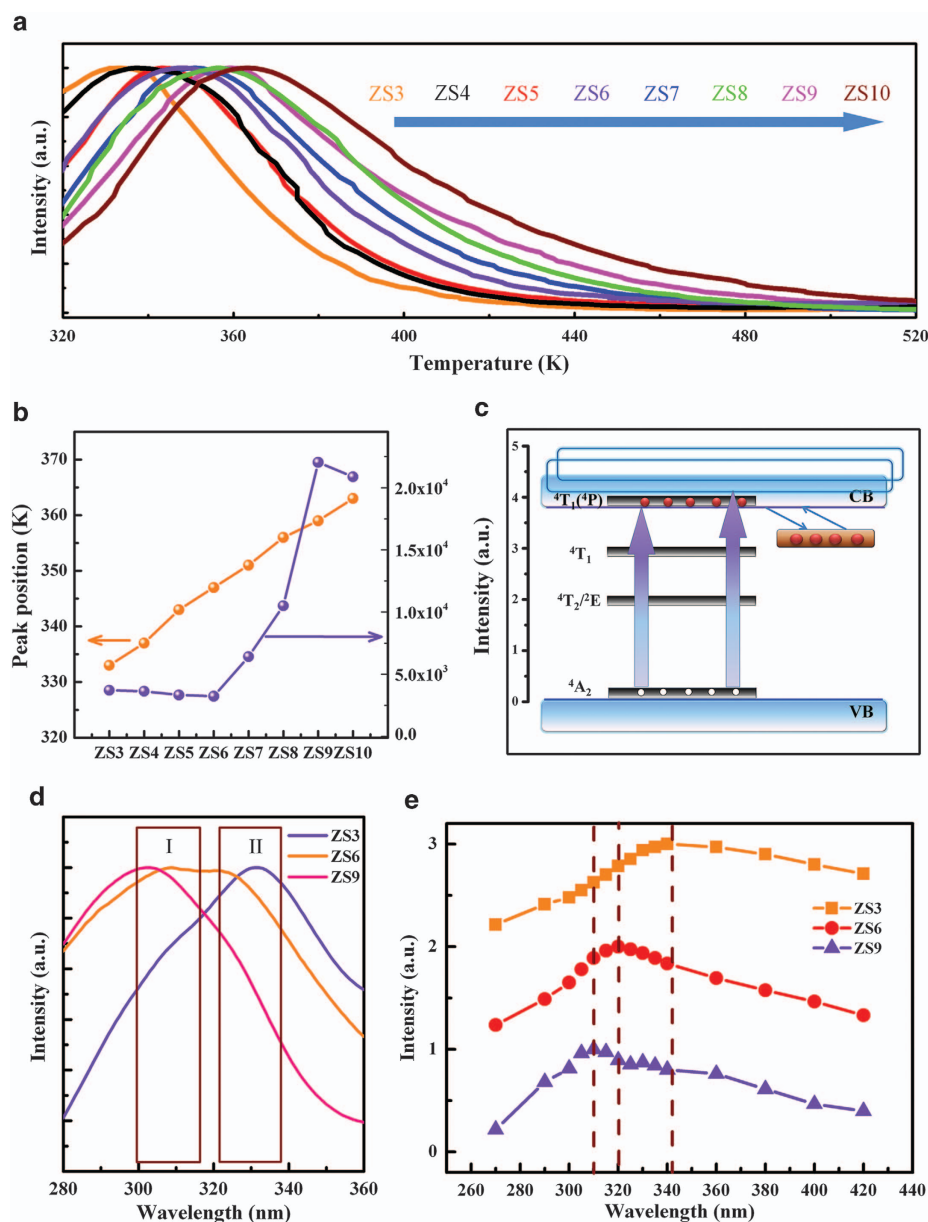 a
ZS3 ZS4 ZS5 ZS6 ZS7 ZS8 ZS9 ZS10
Intensity (a.u.)
320 360 400 440 480 520
Temperature (K)
b
370
360
350
340
330
320
Peak position (K)
2.0x10⁴
1.5x10⁴
1.0x10⁴
5.0x10³
0.0
ZS3 ZS4 ZS5 ZS6 ZS7 ZS8 ZS9 ZS10
c
5
4
3
2
1
0
Intensity (a.u.)
⁴T₁(⁴P)
CB
⁴T₁
⁴T₂/²E
⁴A₂
VB
d
I
II
ZS3
ZS6
ZS9
Intensity (a.u.)
280 300 320 340 360
Wavelength (nm)
e
3
2
1
0
Intensity (a.u.)
ZS3
ZS6
ZS9
260 280 300 320 340 360 380 400 420 440
Wavelength (nm)